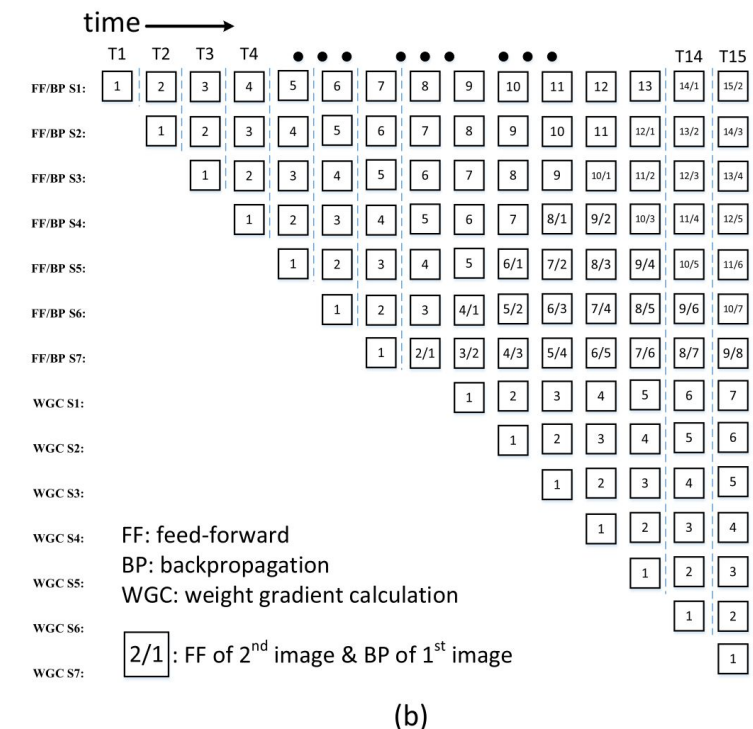 time
T1 T2 T3 T4 ● ● ● ● ● ● ● ● ● T14 T15
FF/BP S1: 1 2 3 4 5 6 7 8 9 10 11 12 13 14/1 15/2
FF/BP S2: 1 2 3 4 5 6 7 8 9 10 11 12/1 13/2 14/3
FF/BP S3: 1 2 3 4 5 6 7 8 9 10/1 11/2 12/3 13/4
FF/BP S4: 1 2 3 4 5 6 7 8/1 9/2 10/3 11/4 12/5
FF/BP S5: 1 2 3 4 5 6/1 7/2 8/3 9/4 10/5 11/6
FF/BP S6: 1 2 3 4/1 5/2 6/3 7/4 8/5 9/6 10/7
FF/BP S7: 1 2/1 3/2 4/3 5/4 6/5 7/6 8/7 9/8
WGC S1: 1 2 3 4 5 6 7
WGC S2: 1 2 3 4 5 6
WGC S3: 1 2 3 4 5
WGC S4: 1 2 3 4
WGC S5: 1 2 3
WGC S6: 1 2
WGC S7: 1
FF: feed-forward
BP: backpropagation
WGC: weight gradient calculation
2/1 : FF of 2nd image & BP of 1st image
(b)